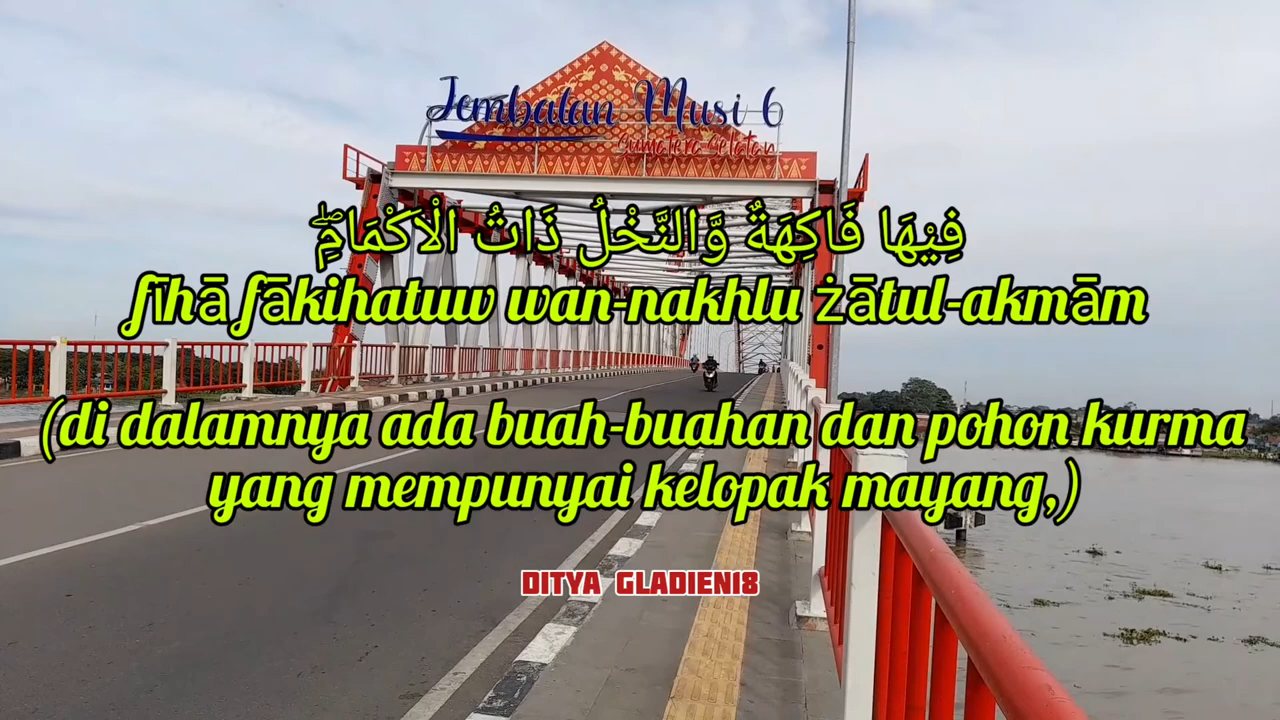 Jembatan Musi 6
Sumatera Selatan
فِيْهَا فَاكِهَةٌ وَّالنَّخْلُ ذَاتُ الْاَكْمَامِۖ
fīhā fākihatuw wan-nakhlu żātul-akmām
(di dalamnya ada buah-buahan dan pohon kurma
yang mempunyai kelopak mayang,)
DITYA GLADIEN18